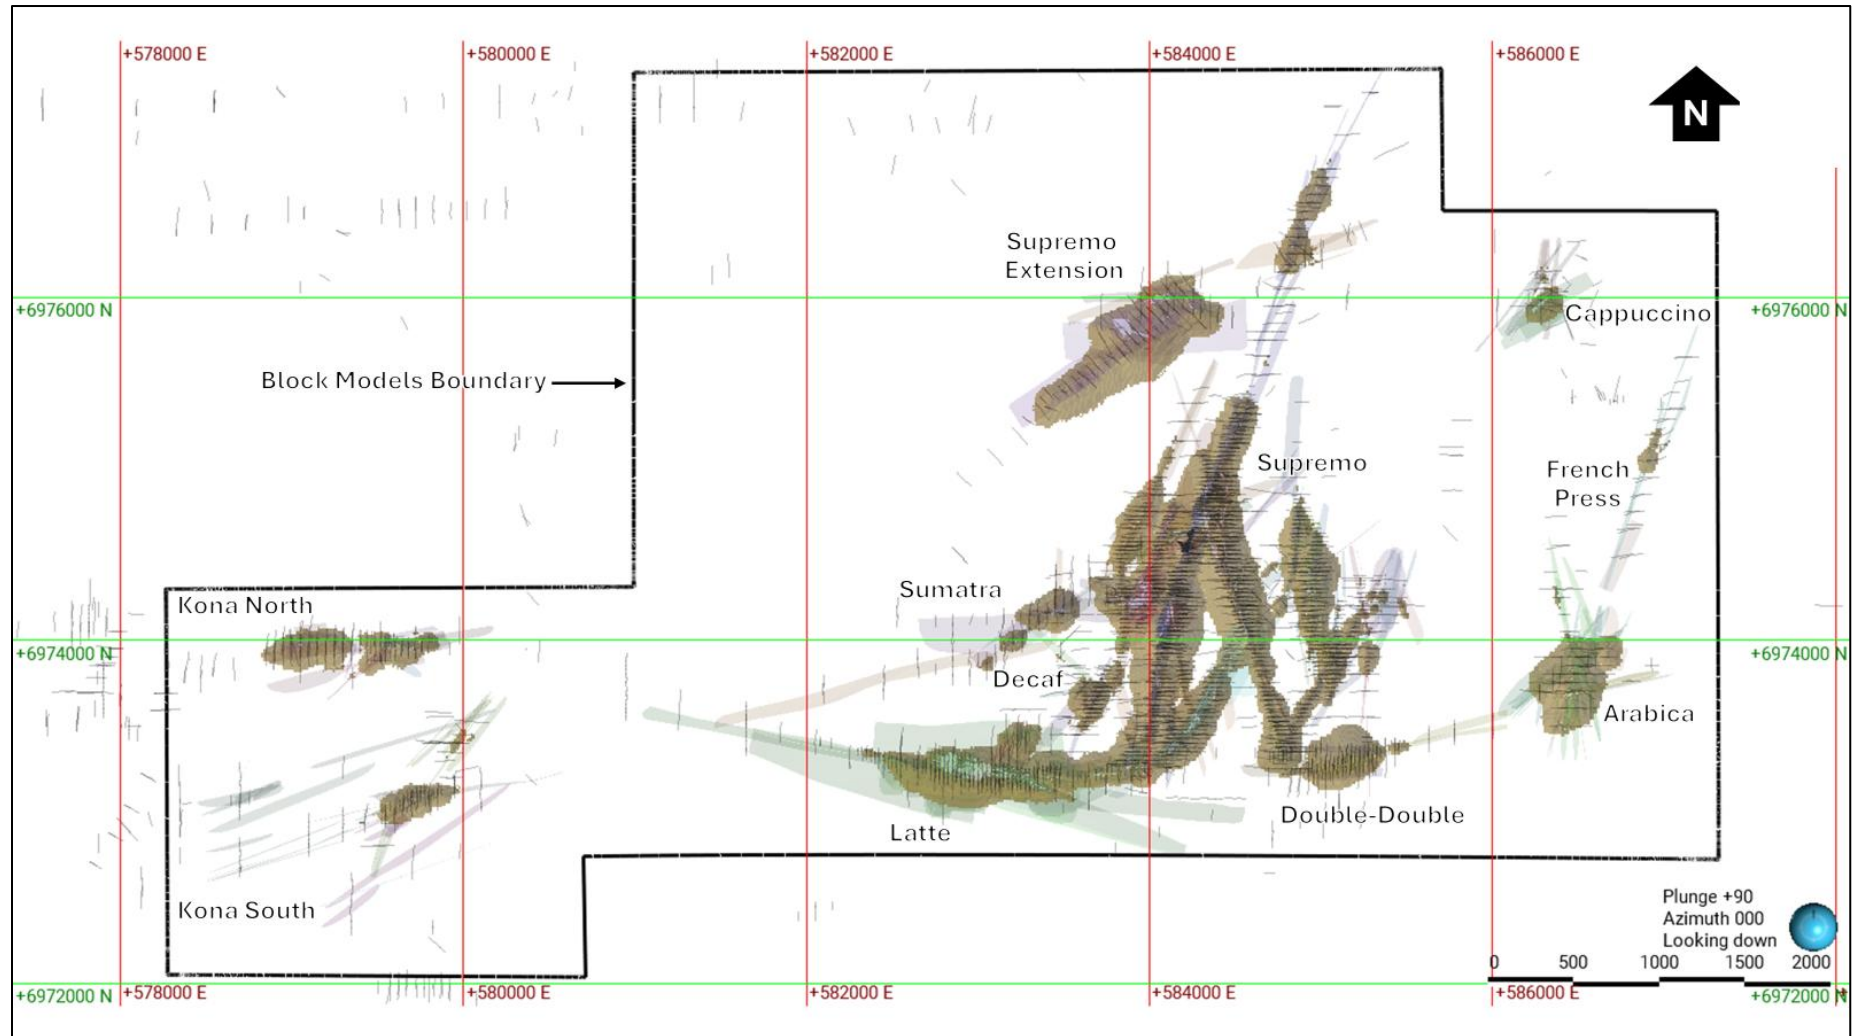 +578000 E
+580000 E
+582000 E
+584000 E
+586000 E
N
Supremo
Extension
+6976000 N
Cappuccino
+6976000 N
Block Models Boundary
Supremo
French
Press
Sumatra
Kona North
+6974000 N
+6974000 N
Decaf
Arabica
Double-Double
Latte
Kona South
Plunge +90
Azimuth 000
Looking down
0 500 1000 1500 2000
+6972000 N
+578000 E
+580000 E
+582000 E
+584000 E
+586000 E
+6972000 N